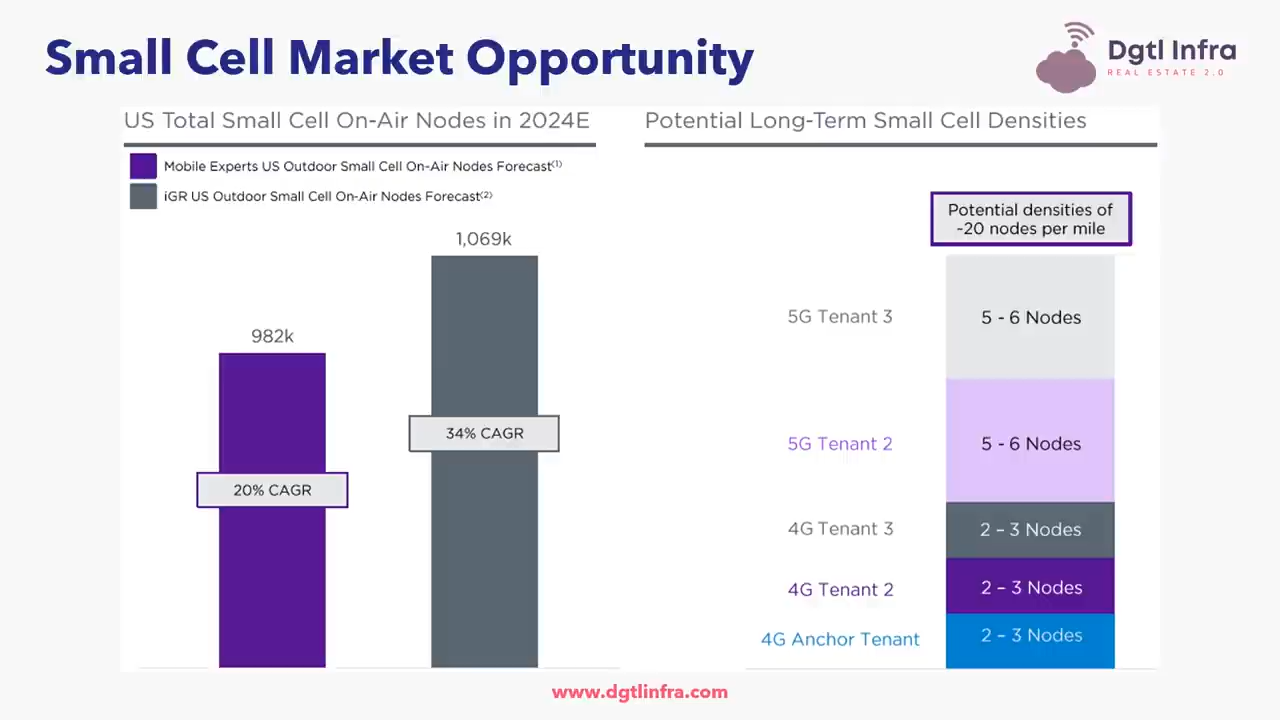 Small Cell Market Opportunity
Dgtl Infra
REAL ESTATE 2.0
US Total Small Cell On-Air Nodes in 2024E
Mobile Experts US Outdoor Small Cell On-Air Nodes Forecast(1)
iGR US Outdoor Small Cell On-Air Nodes Forecast(2)
1,069k
982k
34% CAGR
20% CAGR
Potential Long-Term Small Cell Densities
Potential densities of
~20 nodes per mile
5G Tenant 3
5 - 6 Nodes
5G Tenant 2
5 - 6 Nodes
4G Tenant 3
2 – 3 Nodes
4G Tenant 2
2 – 3 Nodes
4G Anchor Tenant
2 – 3 Nodes
www.dgtlinfra.com